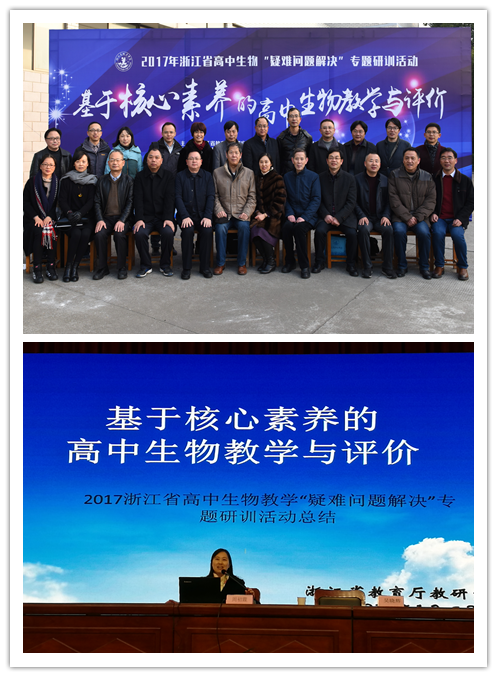 2017年浙江省高中生物“疑难问题解决”专题研训活动
基于核心素养的高中生物教学与评价
基于核心素养的
高中生物教学与评价
2017浙江省高中生物教学“疑难问题解决”专
题研训活动总结
浙江省教育厅教研